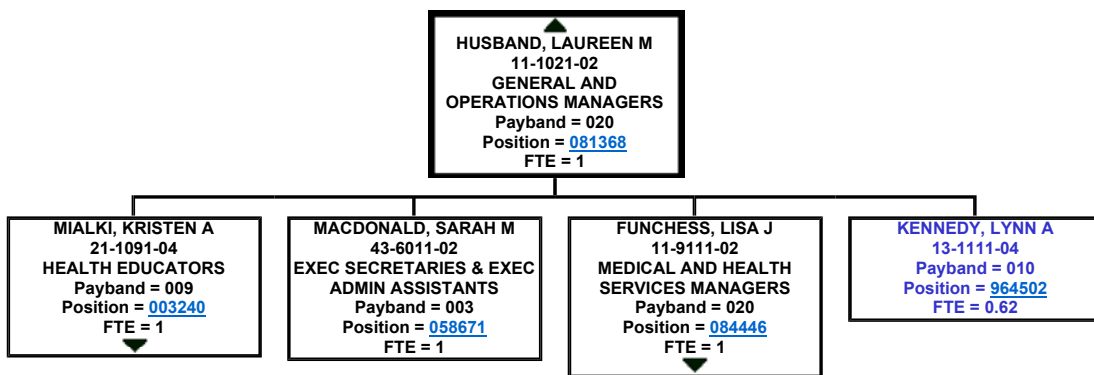 HUSBAND, LAUREEN M
11-1021-02
GENERAL AND
OPERATIONS MANAGERS
Payband = 020
Position = 081368
FTE = 1
MIALKI, KRISTEN A
21-1091-04
HEALTH EDUCATORS
Payband = 009
Position = 003240
FTE = 1
MACDONALD, SARAH M
43-6011-02
EXEC SECRETARIES & EXEC
ADMIN ASSISTANTS
Payband = 003
Position = 058671
FTE = 1
FUNCHESS, LISA J
11-9111-02
MEDICAL AND HEALTH
SERVICES MANAGERS
Payband = 020
Position = 084446
FTE = 1
KENNEDY, LYNN A
13-1111-04
Payband = 010
Position = 964502
FTE = 0.62